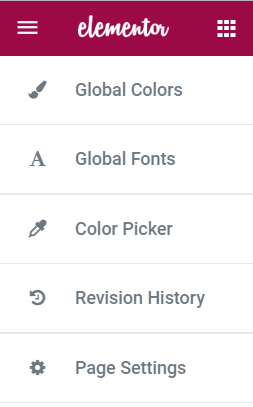 elementor
Global Colors
Global Fonts
Color Picker
Revision History
Page Settings